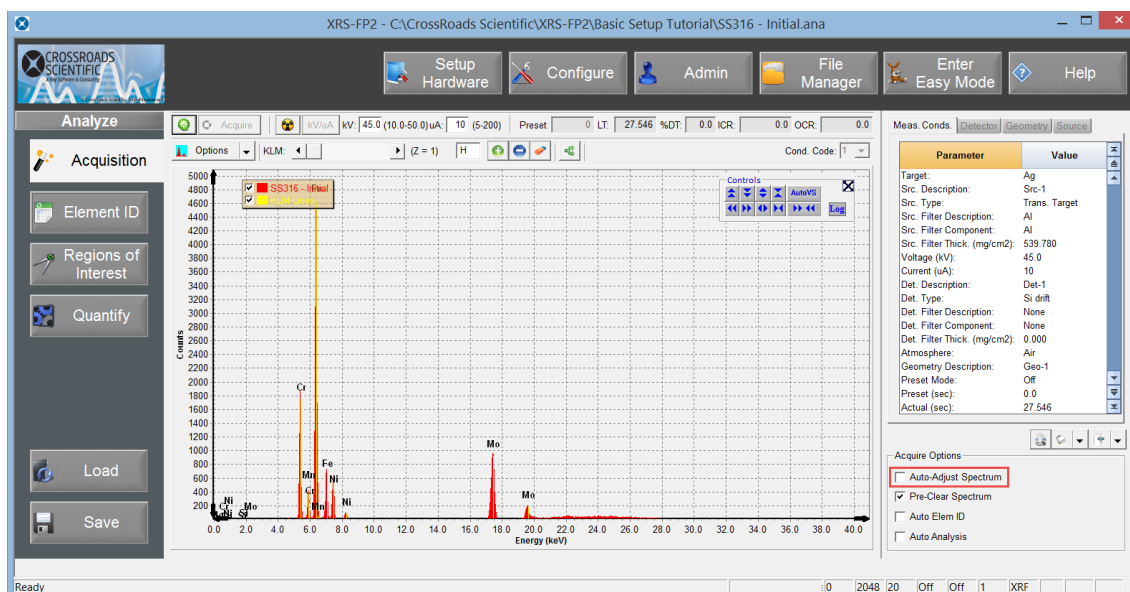 XRS-FP2 - C:\CrossRoads Scientific\XRS-FP2\Basic Setup Tutorial\SS316 - Initial.ana
CROSSROADS
SCIENTIFIC
Setup Hardware
Configure
Admin
File Manager
Enter Easy Mode
Help
Analyze
Acquisition
Element ID
Regions of Interest
Quantify
Load
Save
Acquire kV/uA kV: 45.0 (10.0-50.0) uA: 10 (5-200) Preset: 0 LT: 27.546 %DT: 0.0 ICR: 0.0 OCR: 0.0
Options KLM: (Z = 1) H Cond. Code: 1
SS316 - Initial
Controls
AutoVS
Log
Counts
5000
4800
4600
4400
4200
4000
3800
3600
3400
3200
3000
2800
2600
2400
2200
2000
1800
1600
1400
1200
1000
800
600
400
200
Cr
Mn
Cr
Fe
Ni
Mn
Ni
Mo
Mo
Ni
Mo
0.0 2.0 4.0 6.0 8.0 10.0 12.0 14.0 16.0 18.0 20.0 22.0 24.0 26.0 28.0 30.0 32.0 34.0 36.0 38.0 40.0
Energy (keV)
Meas. Conds. Detector Geometry Source
Parameter Value
Target: Ag
Src. Description: Src-1
Src. Type: Trans. Target
Src. Filter Description: Al
Src. Filter Component: Al
Src. Filter Thick. (mg/cm2): 539.780
Voltage (kV): 45.0
Current (uA): 10
Det. Description: Det-1
Det. Type: Si drift
Det. Filter Description: None
Det. Filter Component: None
Det. Filter Thick. (mg/cm2): 0.000
Atmosphere: Air
Geometry Description: Geo-1
Preset Mode: Off
Preset (sec): 0.0
Actual (sec): 27.546
Acquire Options
Auto-Adjust Spectrum
Pre-Clear Spectrum
Auto Elem ID
Auto Analysis
Ready
0 2048 20 Off Off 1 XRF